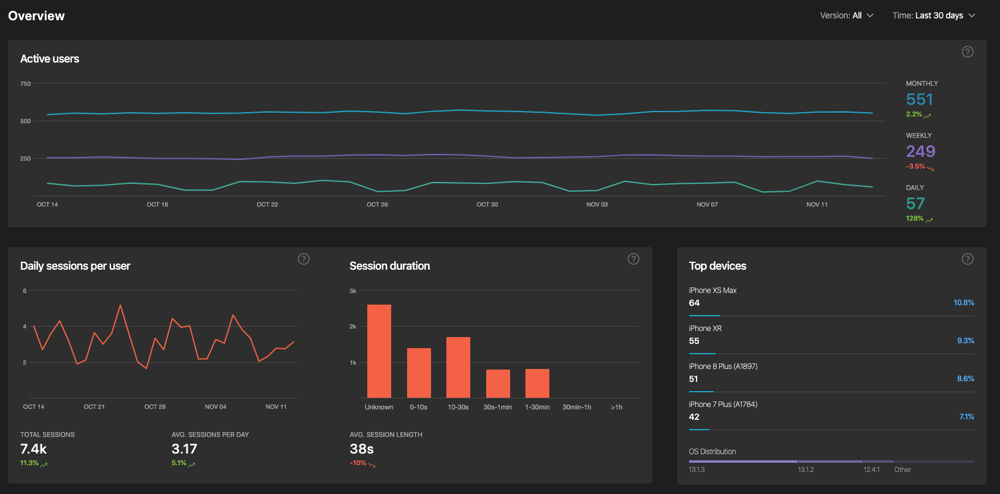 Overview
Version: All
Time: Last 30 days
Active users
?
750
500
250
OCT 14
OCT 18
OCT 22
OCT 26
OCT 30
NOV 03
NOV 07
NOV 11
MONTHLY
551
2.2%
WEEKLY
249
-3.5%
DAILY
57
128%
Daily sessions per user
?
6
4
2
OCT 14
OCT 21
OCT 28
NOV 04
NOV 11
TOTAL SESSIONS
7.4k
11.3%
AVG. SESSIONS PER DAY
3.17
5.1%
Session duration
?
3k
2k
1k
Unknown
0-10s
10-30s
30s-1min
1-30min
30min-1h
>1h
AVG. SESSION LENGTH
38s
-10%
Top devices
?
iPhone XS Max
64
10.8%
iPhone XR
55
9.3%
iPhone 8 Plus (A1897)
51
8.6%
iPhone 7 Plus (A1784)
42
7.1%
OS Distribution
13.1.3
13.1.2
12.4.1
Other